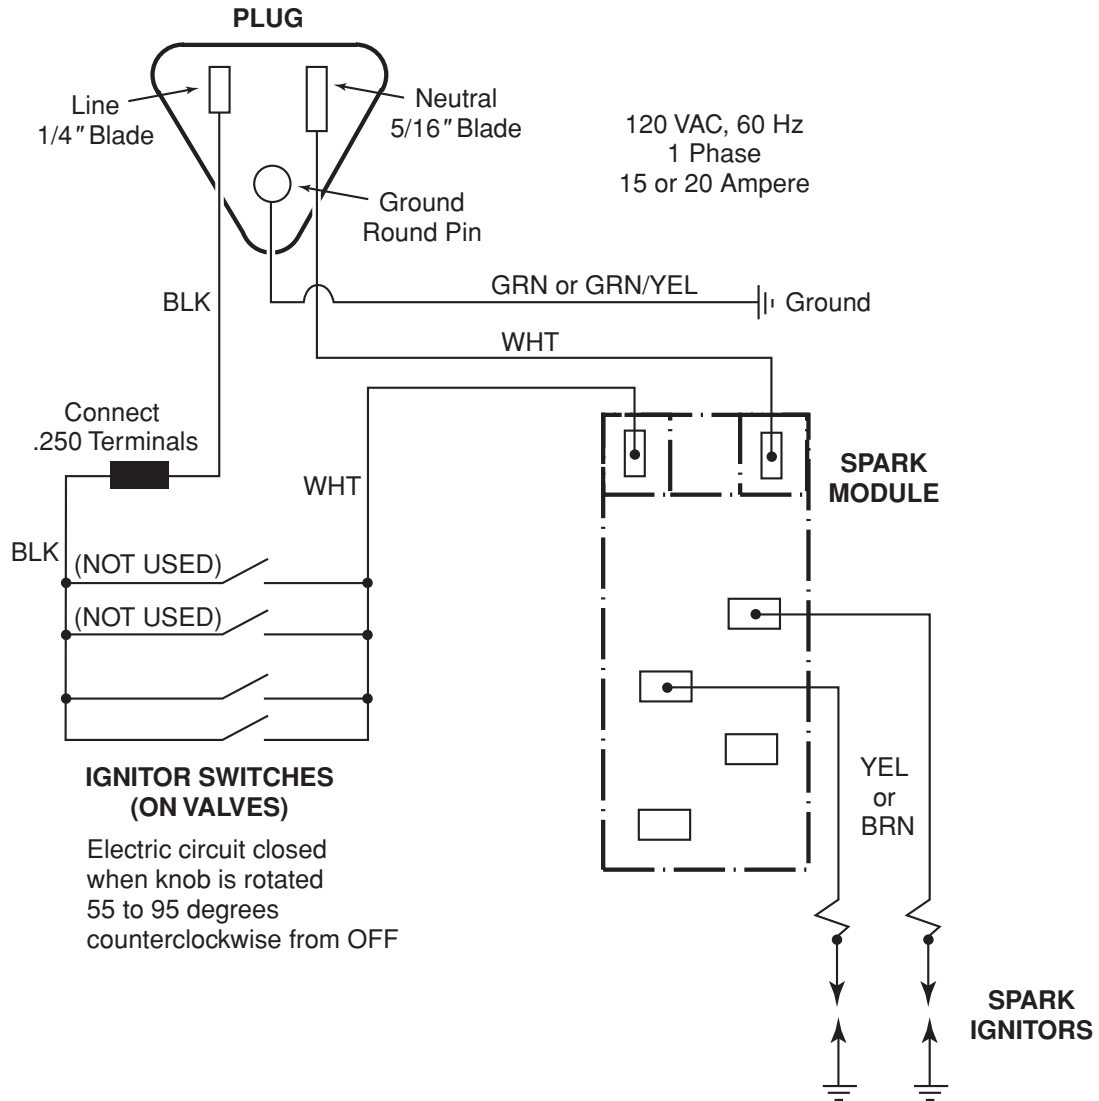 PLUG
Line
1/4" Blade
Neutral
5/16" Blade
120 VAC, 60 Hz
1 Phase
15 or 20 Ampere
Ground
Round Pin
BLK
GRN or GRN/YEL
Ground
WHT
Connect
.250 Terminals
WHT
SPARK
MODULE
BLK
(NOT USED)
(NOT USED)
IGNITOR SWITCHES
(ON VALVES)
Electric circuit closed
when knob is rotated
55 to 95 degrees
counterclockwise from OFF
YEL
or
BRN
SPARK
IGNITORS